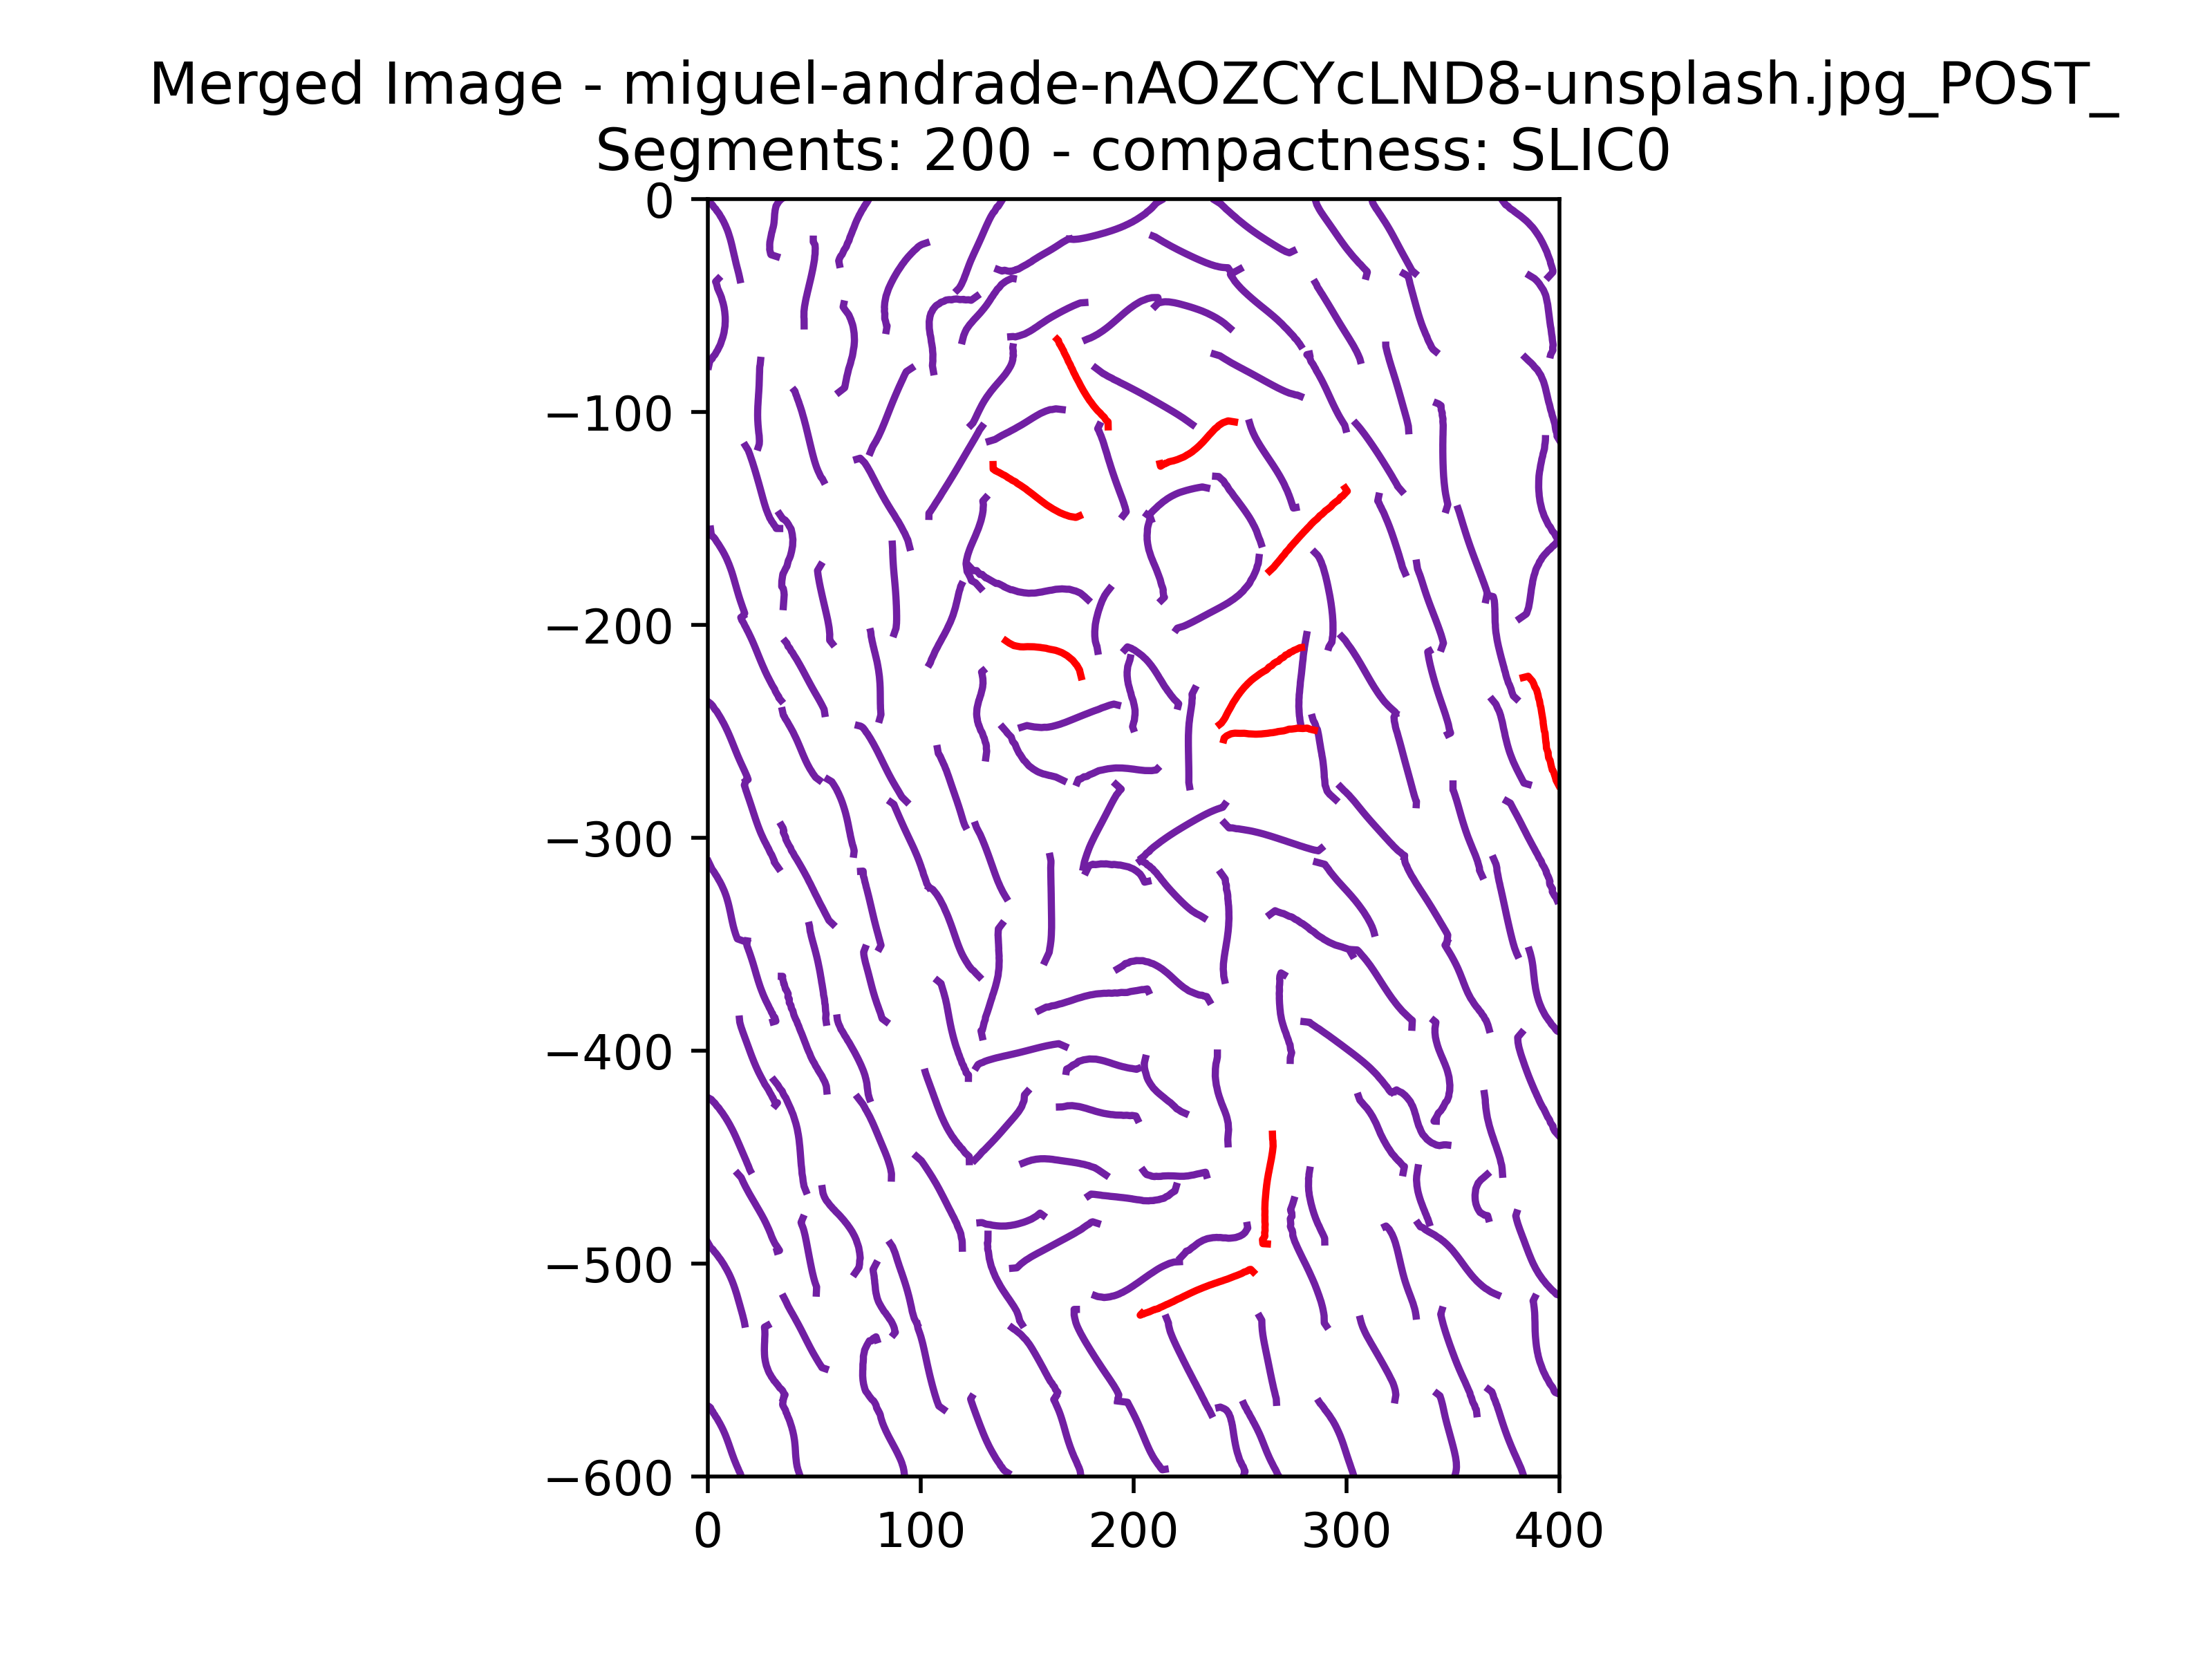 Merged Image - miguel-andrade-nAOZCYcLND8-unsplash.jpg_POST_
Segments: 200 - compactness: SLIC0
0
−100
−200
−300
−400
−500
−600
0 100 200 300 400